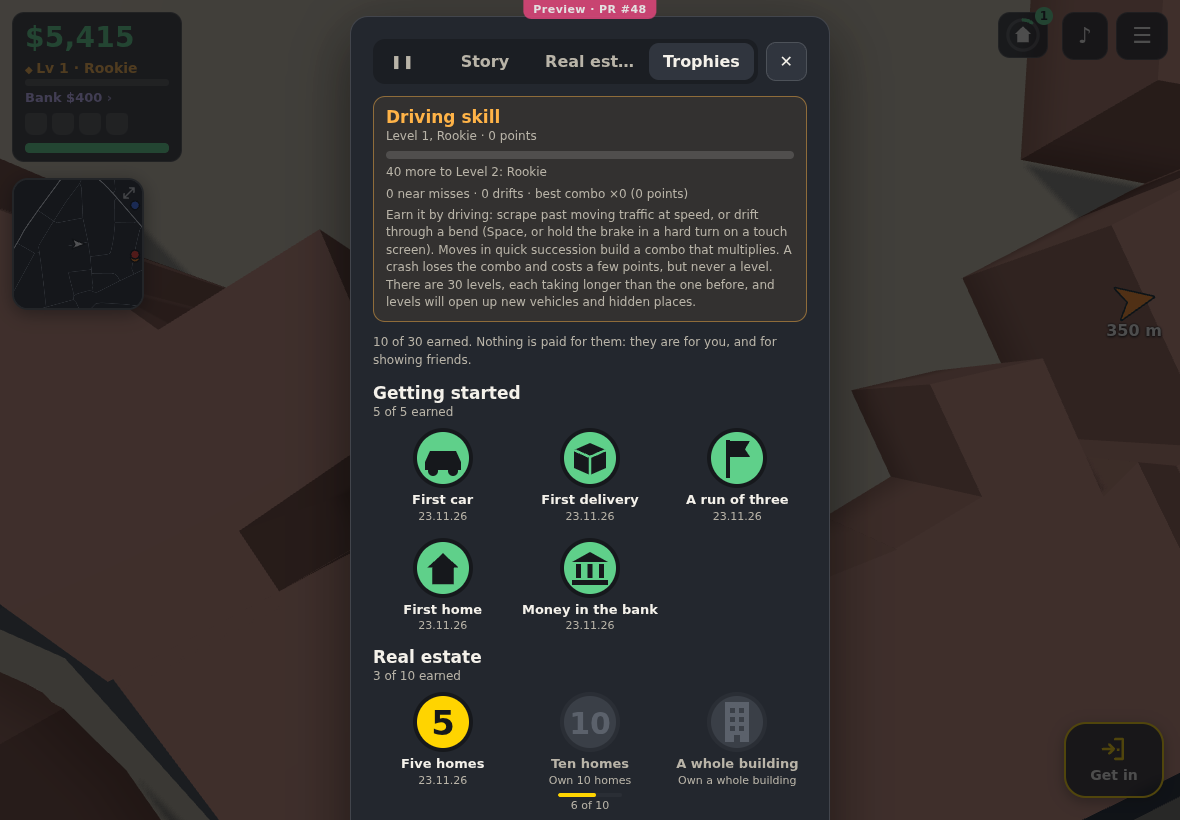 Preview · PR #48
$5,415
Lv 1 · Rookie
Bank $400 ›
Story
Real est…
Trophies
1
Driving skill
Level 1, Rookie · 0 points
40 more to Level 2: Rookie
0 near misses · 0 drifts · best combo ×0 (0 points)
Earn it by driving: scrape past moving traffic at speed, or drift
through a bend (Space, or hold the brake in a hard turn on a touch
screen). Moves in quick succession build a combo that multiplies. A
crash loses the combo and costs a few points, but never a level.
There are 30 levels, each taking longer than the one before, and
levels will open up new vehicles and hidden places.
350 m
10 of 30 earned. Nothing is paid for them: they are for you, and for
showing friends.
Getting started
5 of 5 earned
First car
23.11.26
First delivery
23.11.26
A run of three
23.11.26
First home
23.11.26
Money in the bank
23.11.26
Real estate
3 of 10 earned
5
Five homes
23.11.26
10
Ten homes
Own 10 homes
6 of 10
A whole building
Own a whole building
Get in